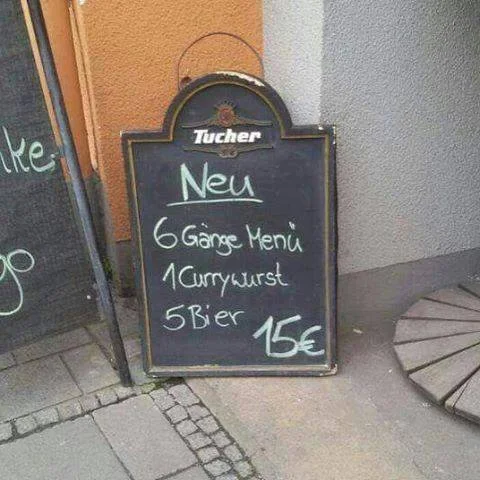 Tucher
Neu
6 Gänge Menü
1 Currywurst
5 Bier
15€